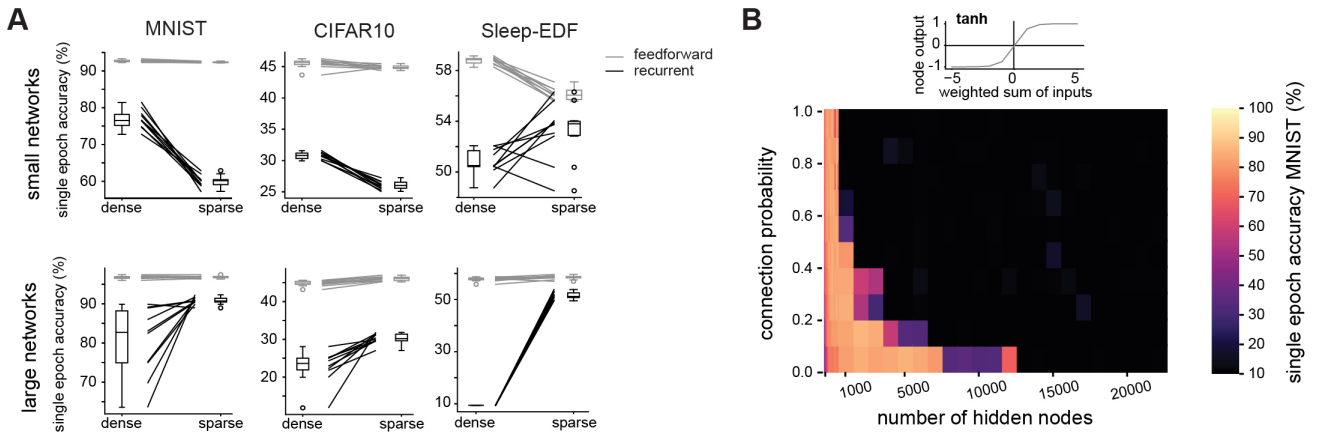 A
MNIST
CIFAR10
Sleep-EDF
small networks
single epoch accuracy (%)
90
80
70
60
dense
sparse
45
40
35
30
25
dense
sparse
58
54
50
dense
sparse
feedforward
recurrent
large networks
single epoch accuracy (%)
90
80
70
dense
sparse
40
30
20
dense
sparse
50
30
10
dense
sparse
B
tanh
node output
1
0
-1
−5
0
5
weighted sum of inputs
connection probability
1.0
0.8
0.6
0.4
0.2
0.0
1000
5000
10000
15000
20000
number of hidden nodes
100
90
80
70
60
50
40
30
20
10
single epoch accuracy MNIST (%)